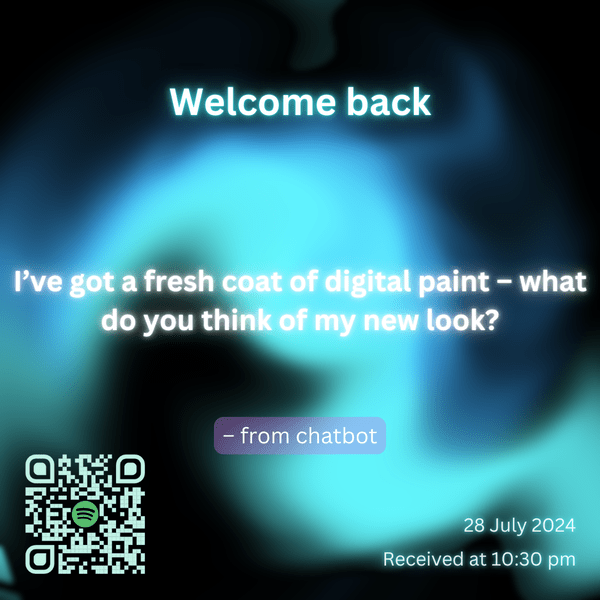 Welcome back
I’ve got a fresh coat of digital paint – what
do you think of my new look?
– from chatbot
28 July 2024
Received at 10:30 pm